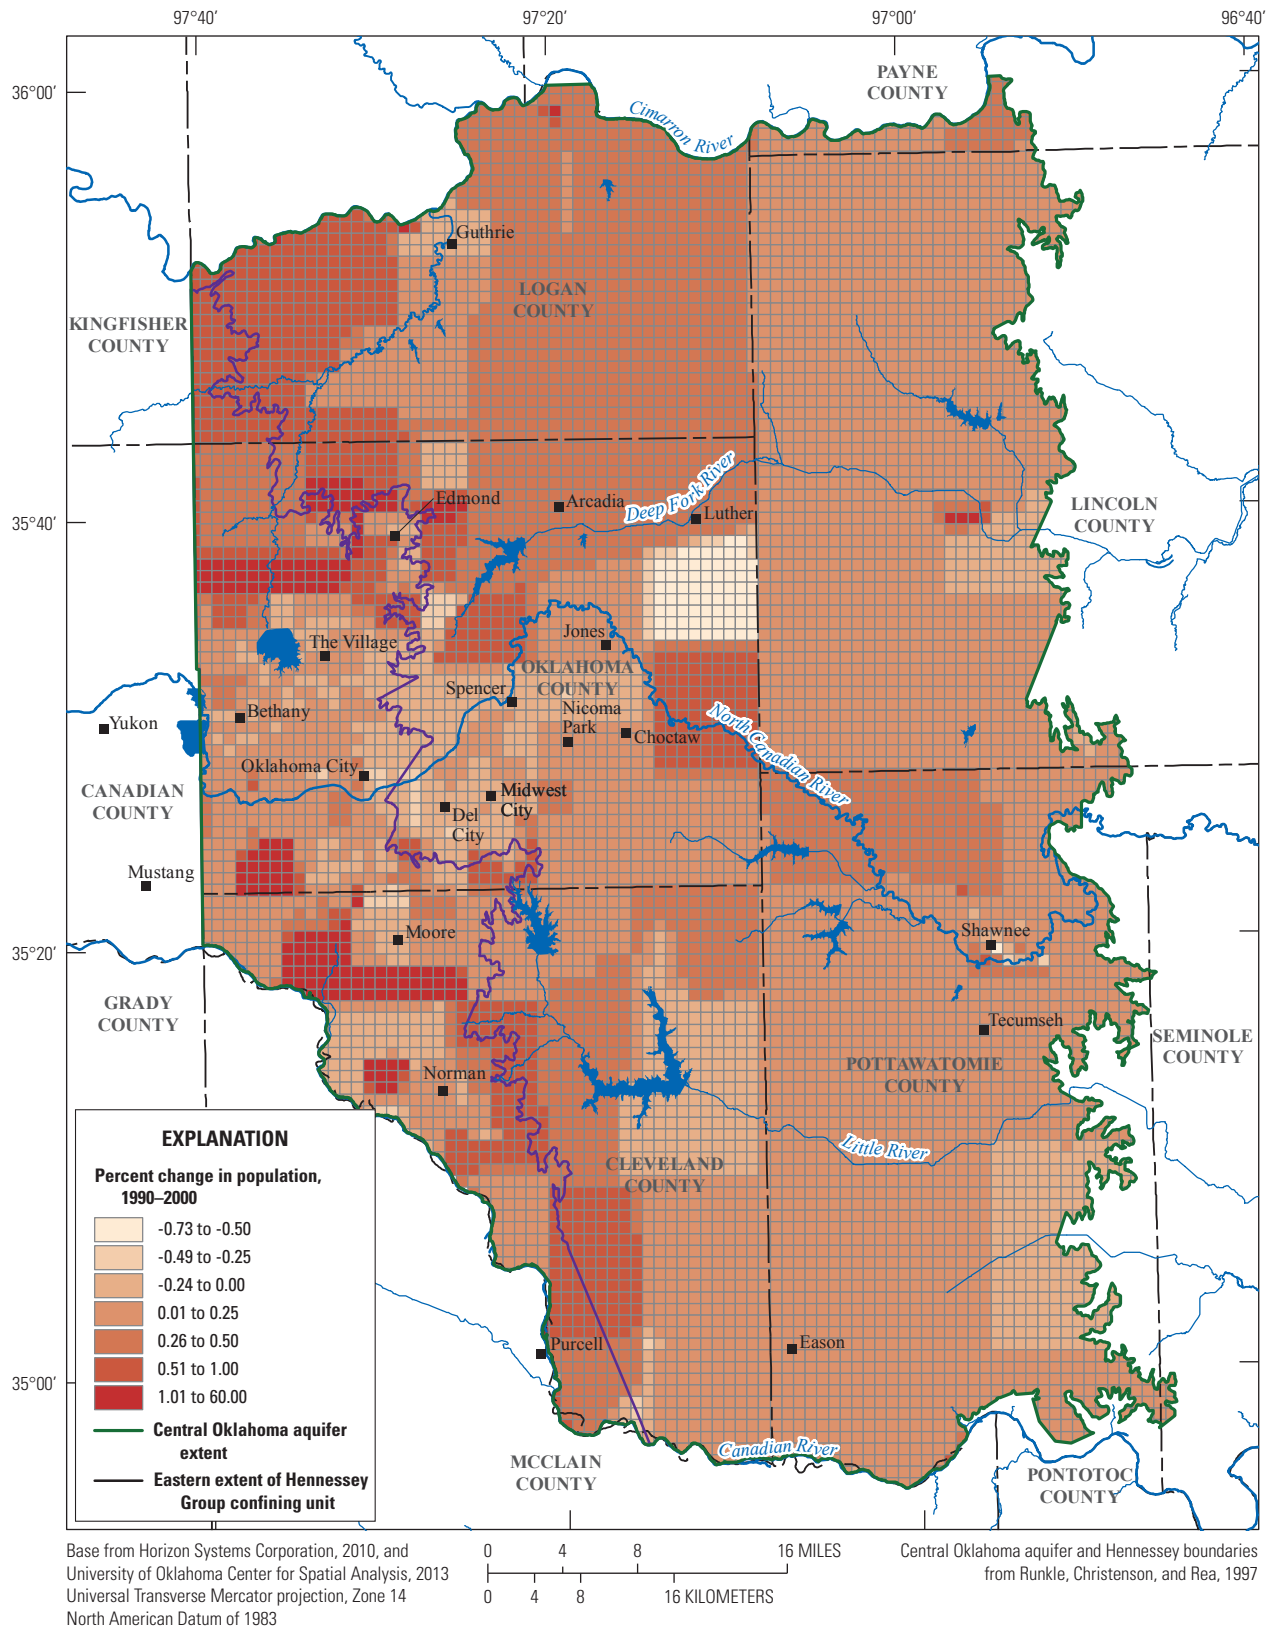 97°40′
97°20′
97°00′
96°40′
36°00′
35°40′
35°20′
35°00′
PAYNE
COUNTY
Cimarron River
Guthrie
LOGAN
COUNTY
KINGFISHER
COUNTY
Edmond
Arcadia
Deep Fork River
Luther
LINCOLN
COUNTY
The Village
Jones
OKLAHOMA
COUNTY
Spencer
Nicoma
Park
Choctaw
North Canadian River
Yukon
Bethany
Oklahoma City
CANADIAN
COUNTY
Midwest
City
Del
City
Mustang
Moore
Shawnee
GRADY
COUNTY
Tecumseh
SEMINOLE
COUNTY
POTTAWATOMIE
COUNTY
Norman
Little River
CLEVELAND
COUNTY
Purcell
Eason
MCCLAIN
COUNTY
Canadian River
PONTOTOC
COUNTY
EXPLANATION
Percent change in population,
1990–2000
-0.73 to -0.50
-0.49 to -0.25
-0.24 to 0.00
0.01 to 0.25
0.26 to 0.50
0.51 to 1.00
1.01 to 60.00
Central Oklahoma aquifer
extent
Eastern extent of Hennessey
Group confining unit
Base from Horizon Systems Corporation, 2010, and
University of Oklahoma Center for Spatial Analysis, 2013
Universal Transverse Mercator projection, Zone 14
North American Datum of 1983
0 4 8 16 MILES
0 4 8 16 KILOMETERS
Central Oklahoma aquifer and Hennessey boundaries
from Runkle, Christenson, and Rea, 1997